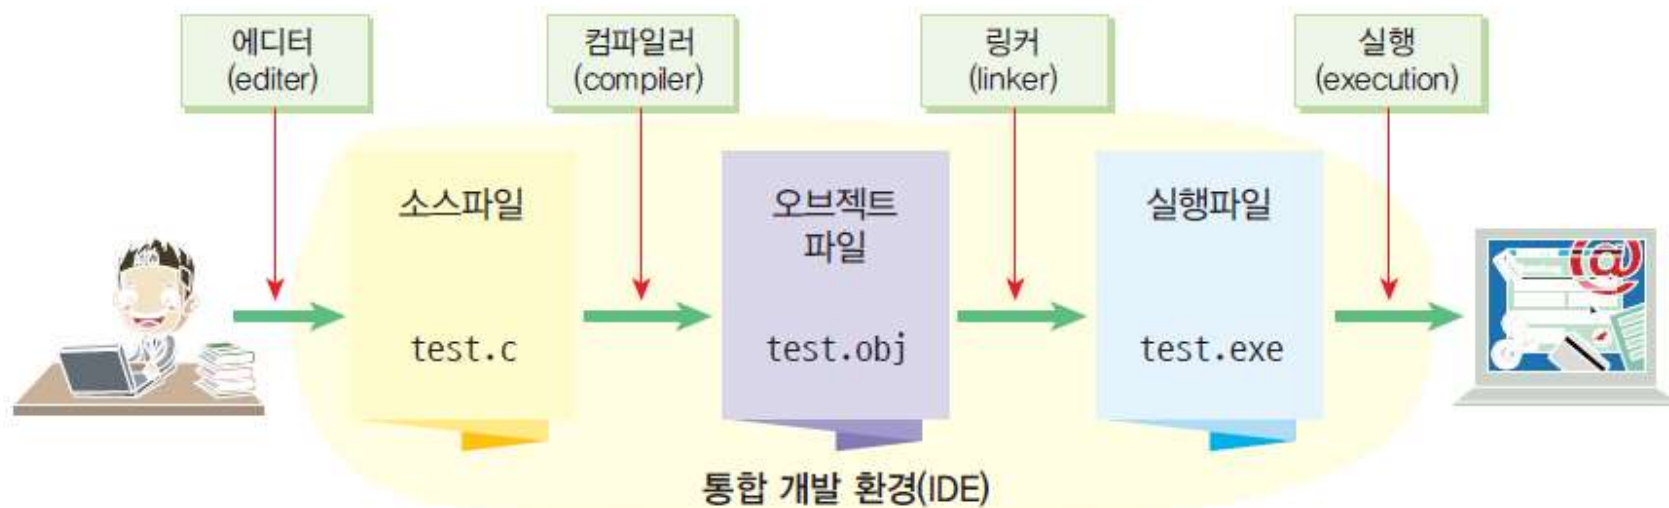 에디터
(editer)
컴파일러
(compiler)
링커
(linker)
실행
(execution)
소스파일
test.c
오브젝트
파일
test.obj
실행파일
test.exe
@
통합 개발 환경(IDE)